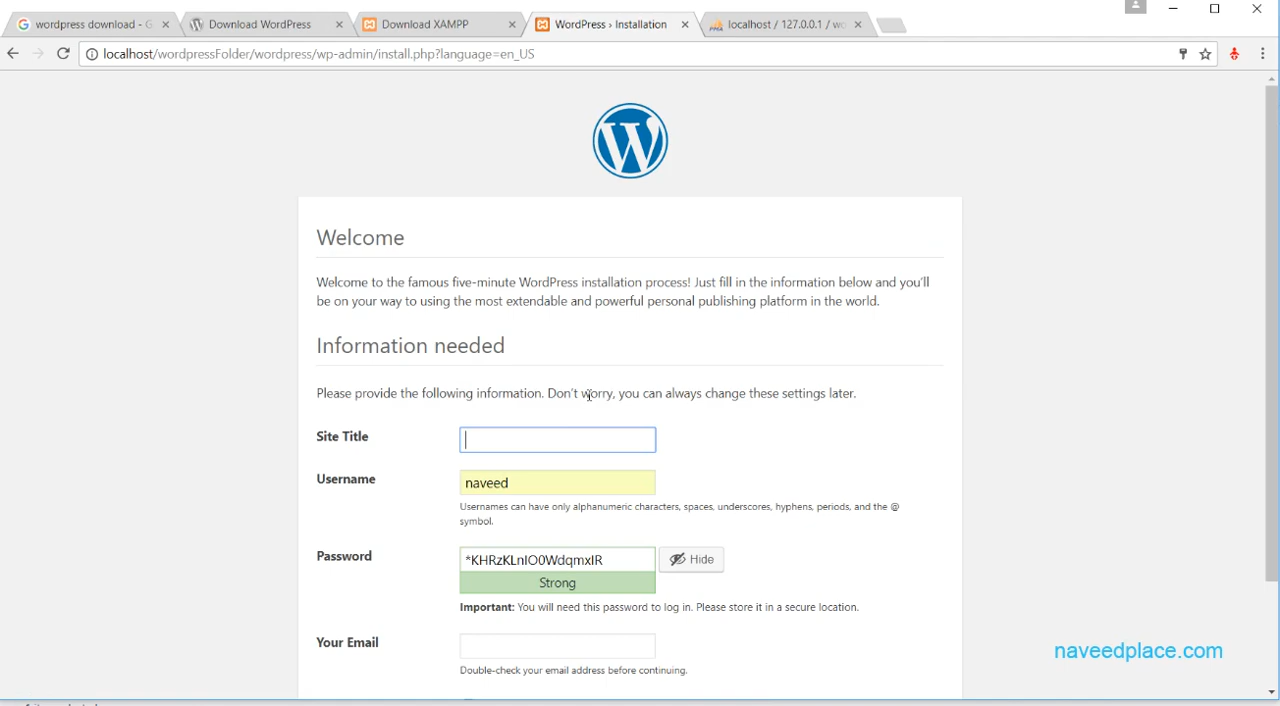 wordpress download - G
Download WordPress
Download XAMPP
WordPress › Installation
localhost / 127.0.0.1 / wo
localhost/wordpressFolder/wordpress/wp-admin/install.php?language=en_US
Welcome
Welcome to the famous five-minute WordPress installation process! Just fill in the information below and you'll
be on your way to using the most extendable and powerful personal publishing platform in the world.
Information needed
Please provide the following information. Don't worry, you can always change these settings later.
Site Title
Username
naveed
Usernames can have only alphanumeric characters, spaces, underscores, hyphens, periods, and the @
symbol.
Password
Hide
Strong
Important: You will need this password to log in. Please store it in a secure location.
Your Email
Double-check your email address before continuing.
naveedplace.com